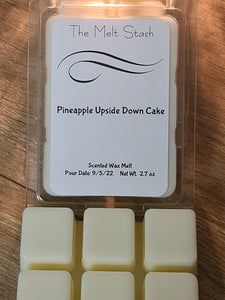 The Melt Stash
Pineapple Upside Down Cake
Scented Wax Melt
Pour Date: 9/5/22 Net Wt. 2.7 oz